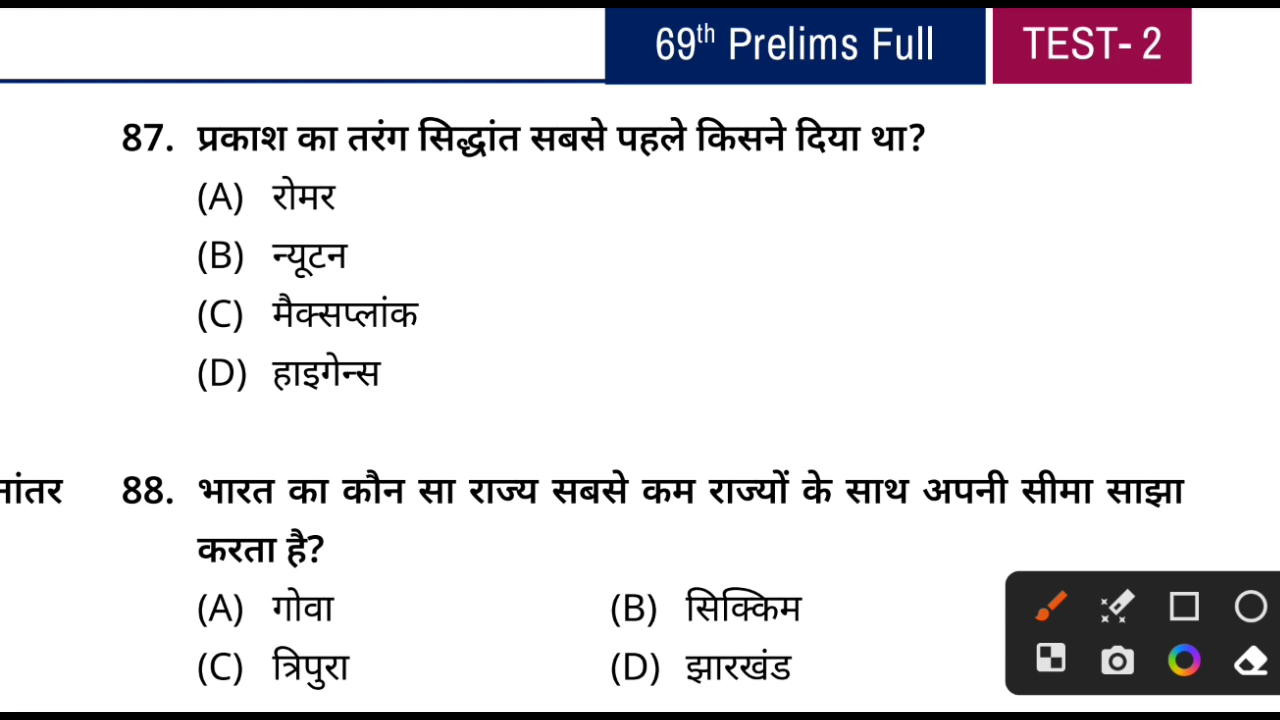 69th Prelims Full TEST- 2
87. प्रकाश का तरंग सिद्धांत सबसे पहले किसने दिया था?
(A) रोमर
(B) न्यूटन
(C) मैक्सप्लांक
(D) हाइगेन्स
88. भारत का कौन सा राज्य सबसे कम राज्यों के साथ अपनी सीमा साझा
करता है?
(A) गोवा (B) सिक्किम
(C) त्रिपुरा (D) झारखंड